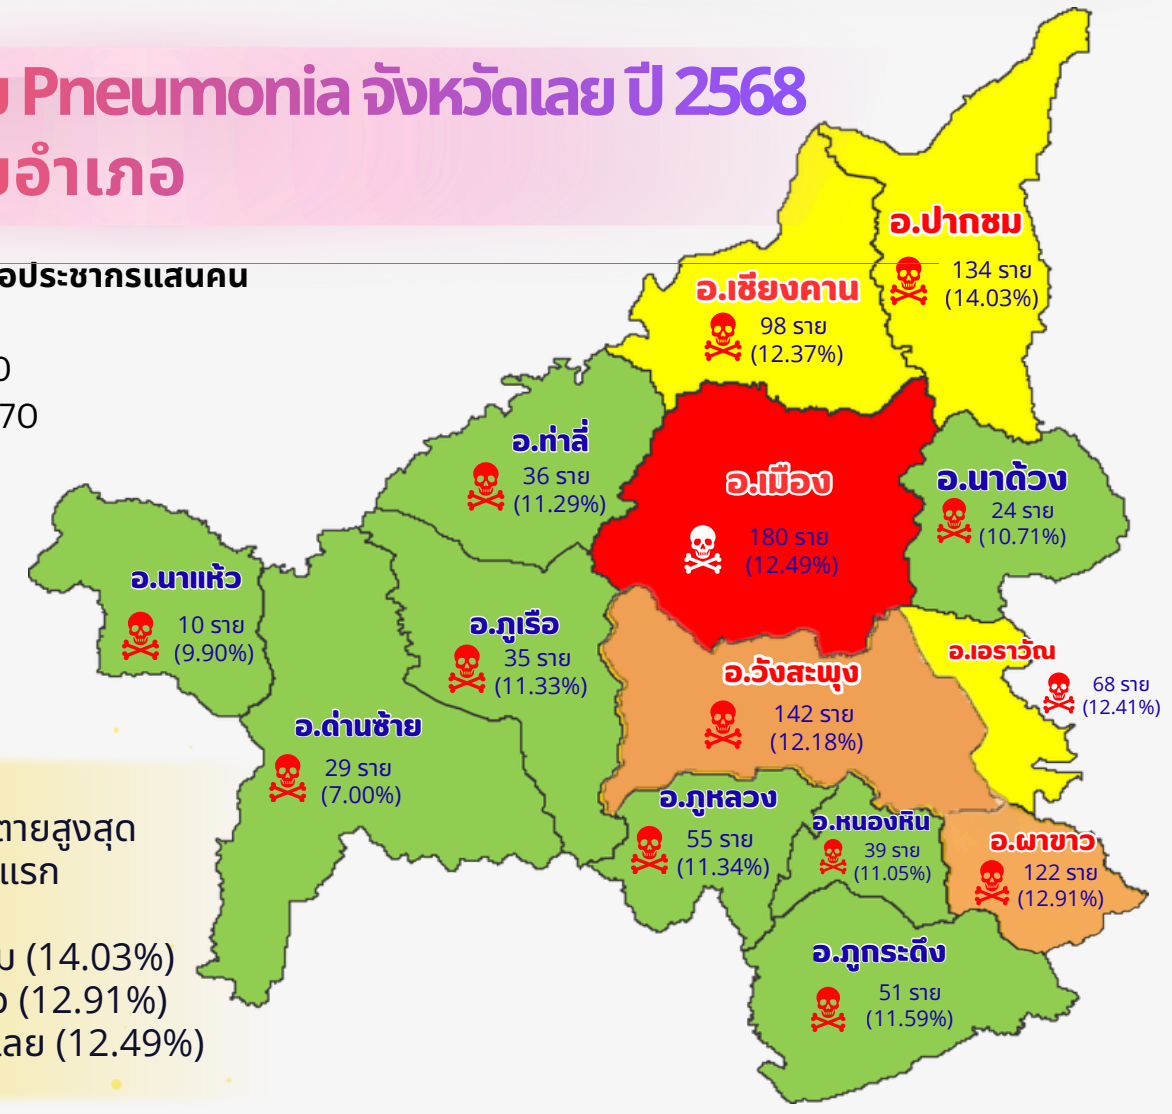 Pneumonia จังหวัดเลย ปี 2568
อำเภอ
อประชากรแสนคน
0
70
อ.ปากชม
134 ราย
(14.03%)
อ.เชียงคาน
98 ราย
(12.37%)
อ.ท่าลี่
36 ราย
(11.29%)
อ.เมือง
180 ราย
(12.49%)
อ.นาด้วง
24 ราย
(10.71%)
อ.นาแห้ว
10 ราย
(9.90%)
อ.ภูเรือ
35 ราย
(11.33%)
อ.เอราวัณ
68 ราย
(12.41%)
อ.วังสะพุง
142 ราย
(12.18%)
อ.ด่านซ้าย
29 ราย
(7.00%)
อ.ภูหลวง
55 ราย
(11.34%)
อ.หนองหิน
39 ราย
(11.05%)
อ.ผาขาว
122 ราย
(12.91%)
อ.ภูกระดึง
51 ราย
(11.59%)
ตายสูงสุด
แรก
ม (14.03%)
ว (12.91%)
เลย (12.49%)